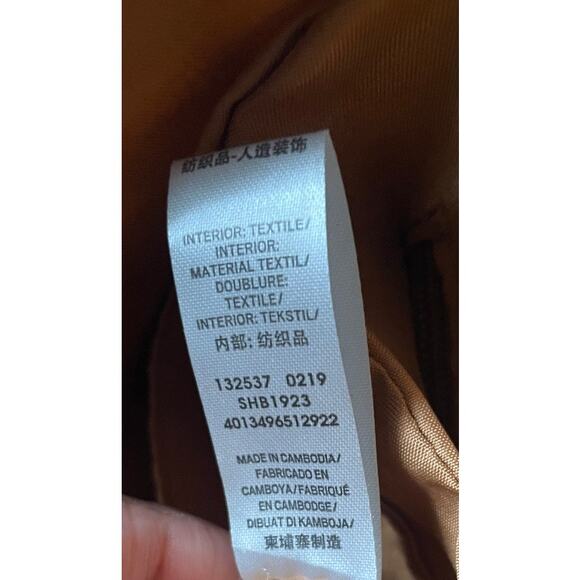 纺织品-人造装饰
INTERIOR: TEXTILE/
INTERIOR:
MATERIAL TEXTIL/
DOUBLURE:
TEXTILE/
INTERIOR: TEKSTIL/
内部: 纺织品
132537 0219
SHB1923
4013496512922
MADE IN CAMBODIA/
FABRICADO EN
CAMBOYA/FABRIQUÉ
EN CAMBODGE/
DIBUAT DI KAMBOJA/
柬埔寨制造